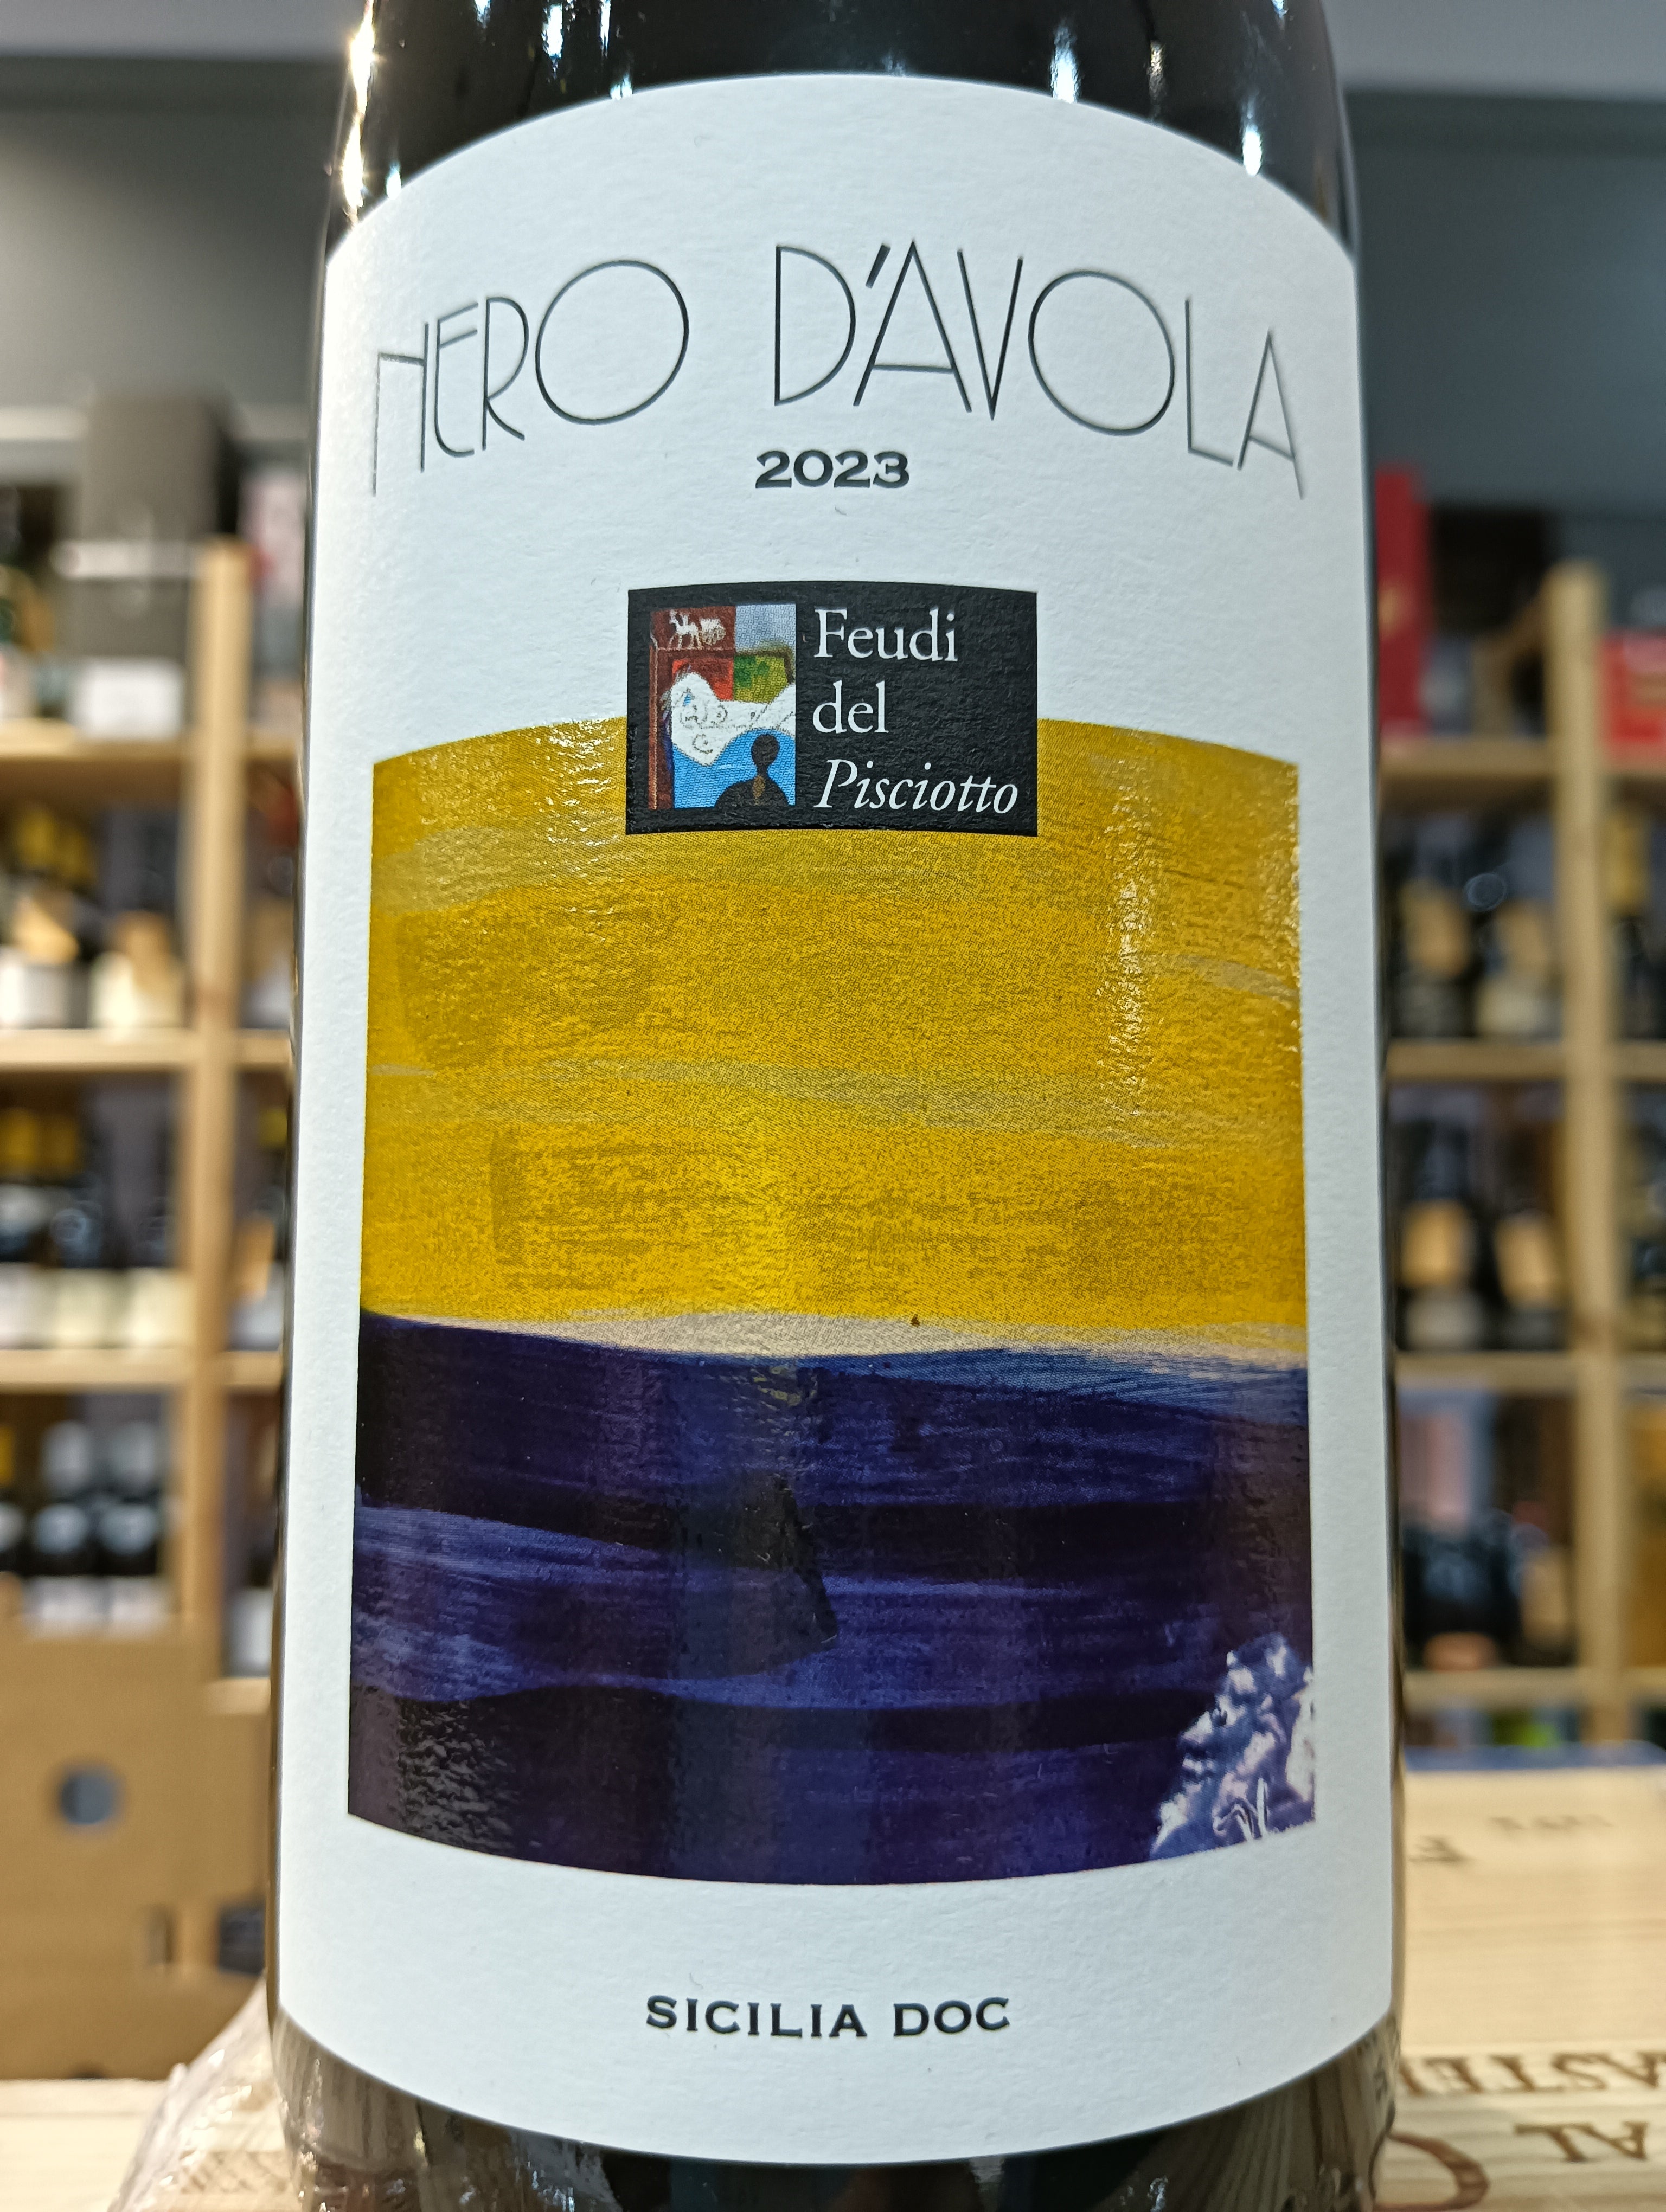 NERO D'AVOLA
2023
Feudi
del
Pisciotto
SICILIA DOC